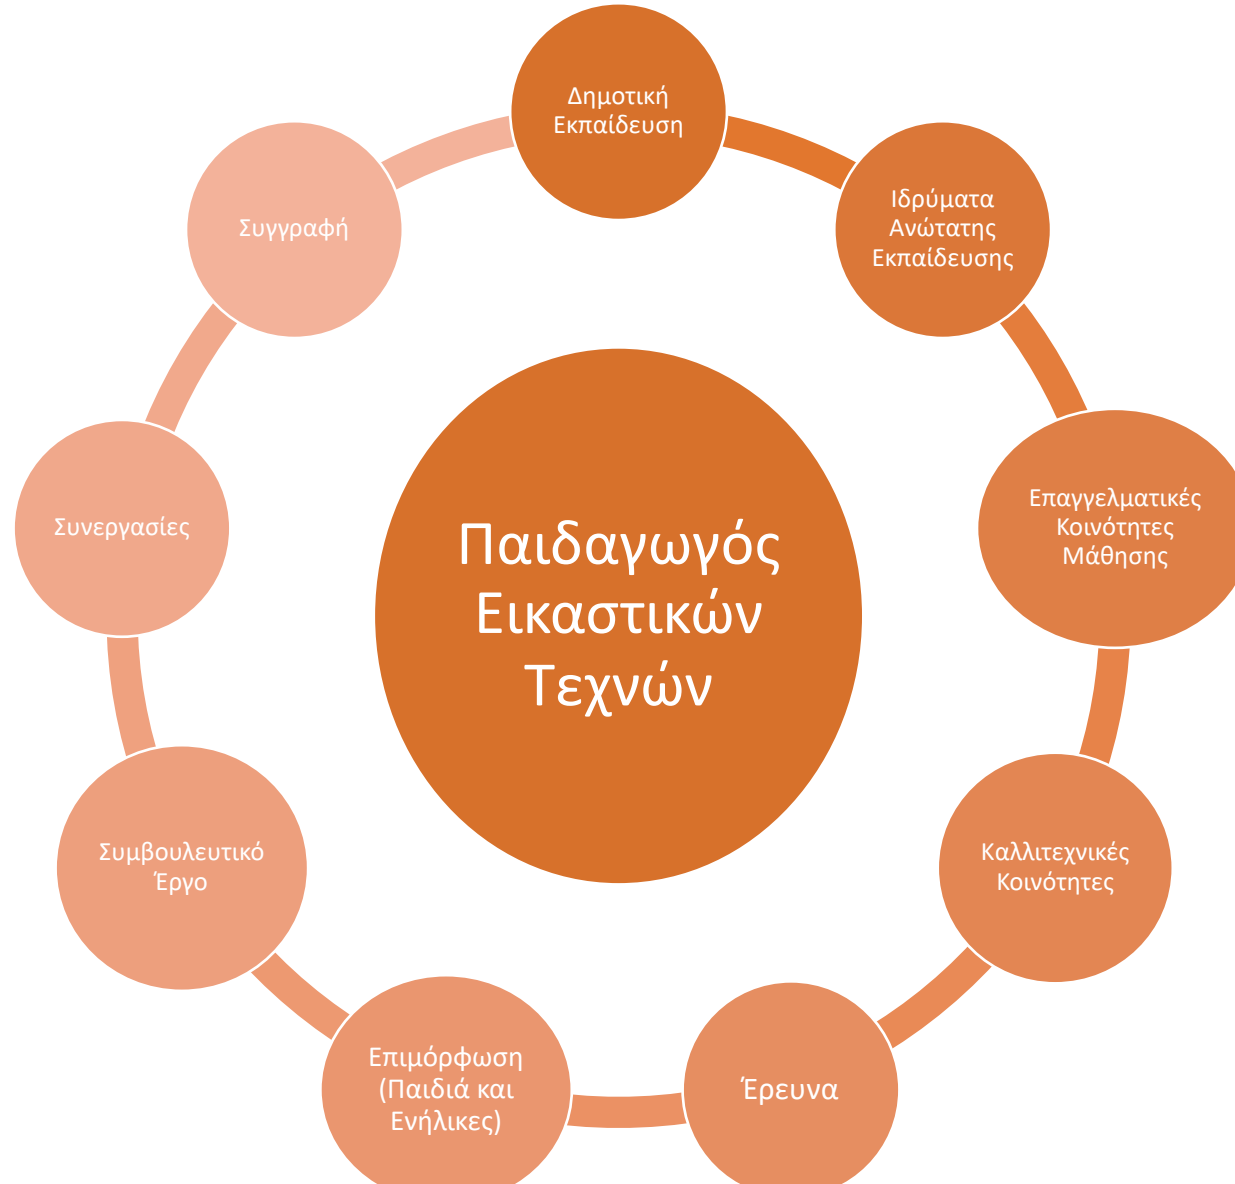 Δημοτική
Εκπαίδευση
Ιδρύματα
Ανώτατης
Εκπαίδευσης
Επαγγελματικές
Κοινότητες
Μάθησης
Καλλιτεχνικές
Κοινότητες
Έρευνα
Επιμόρφωση
(Παιδιά και
Ενήλικες)
Συμβουλευτικό
Έργο
Συνεργασίες
Συγγραφή
Παιδαγωγός
Εικαστικών
Τεχνών